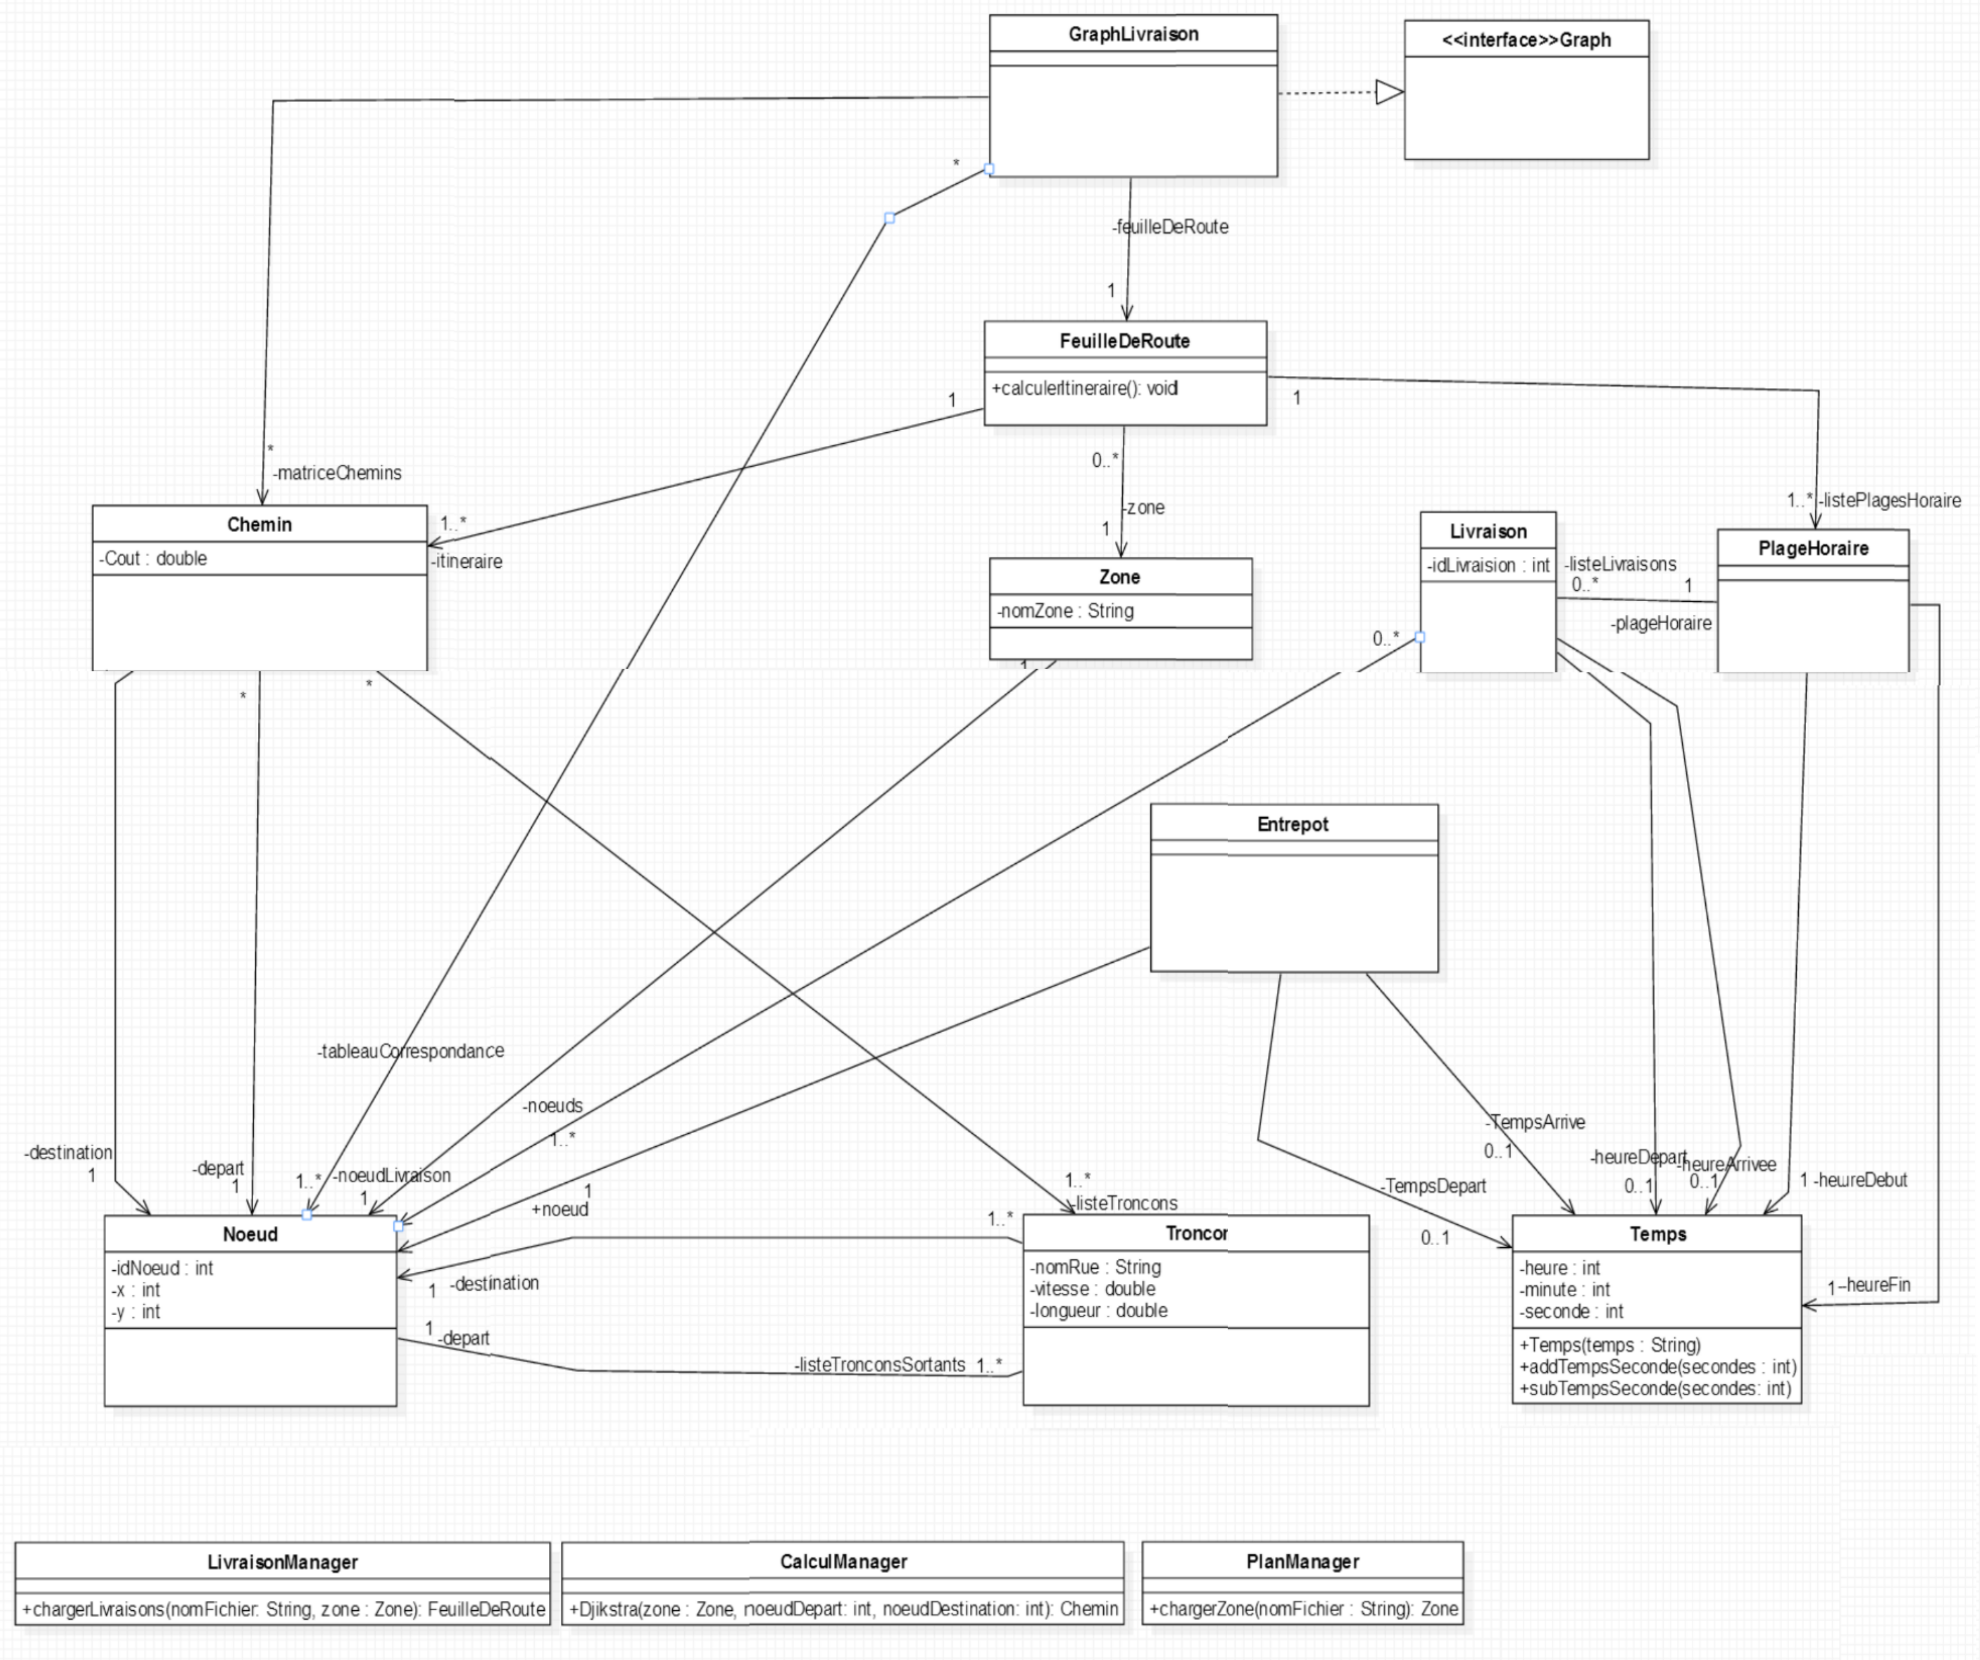 GraphLivraison
<<interface>>Graph
*
-feuilleDeRoute
1
FeuilleDeRoute
+calculerItineraire(): void
1
1
*
-matriceChemins
0..*
1..*
-itineraire
-zone
1
1..*
-listePlagesHoraire
Chemin
-Cout : double
Zone
-nomZone : String
1
Livraison
-idLivraision : int
-listeLivraisons
0..*
1
-plageHoraire
0..*
PlageHoraire
*
*
Entrepot
-tableauCorrespondance
-noeuds
1..*
-TempsArrive
0..1
-destination
1
-depart
1
1..*
-noeudLivraison
1
1
+noeud
1..*
-listeTroncons
-TempsDepart
0..1
-heureDepart
0..1
-heureArrivee
0..1
1
-heureDebut
Noeud
-idNoeud : int
-x : int
-y : int
1..*
1
-destination
1
-depart
-listeTronconsSortants
1..*
Troncor
-nomRue : String
-vitesse : double
-longueur : double
Temps
-heure : int
-minute : int
-seconde : int
+Temps(temps : String)
+addTempsSeconde(secondes : int)
+subTempsSeconde(secondes: int)
1
-heureFin
LivraisonManager
+chargerLivraisons(nomFichier: String, zone : Zone): FeuilleDeRoute
CalculManager
+Djikstra(zone : Zone, noeudDepart: int, noeudDestination: int): Chemin
PlanManager
+chargerZone(nomFichier : String): Zone